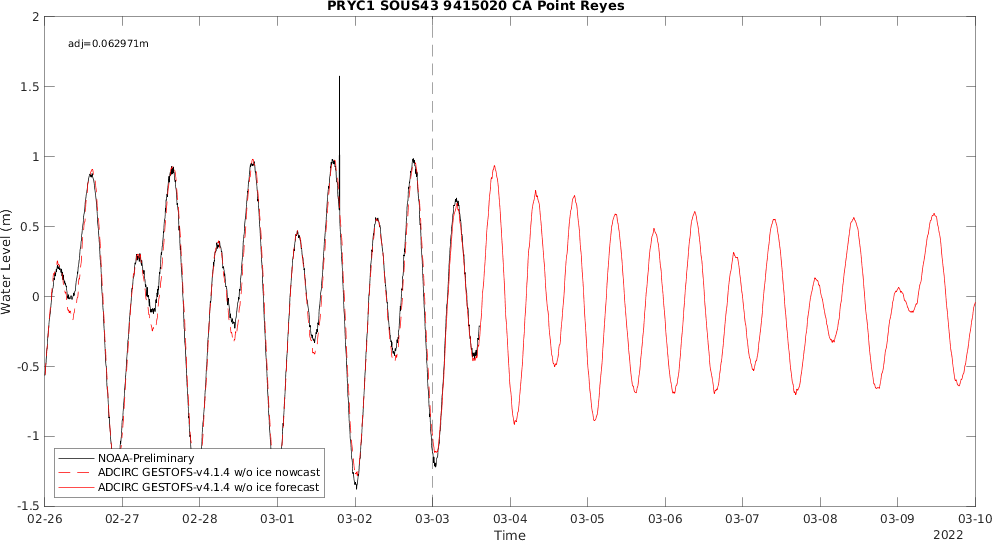 PRYC1 SOUS43 9415020 CA Point Reyes
adj=0.062971m
Water Level (m)
2
1.5
1
0.5
0
-0.5
-1
-1.5
NOAA-Preliminary
ADCIRC GESTOFS-v4.1.4 w/o ice nowcast
ADCIRC GESTOFS-v4.1.4 w/o ice forecast
02-26 02-27 02-28 03-01 03-02 03-03 03-04 03-05 03-06 03-07 03-08 03-09 03-10
Time
2022